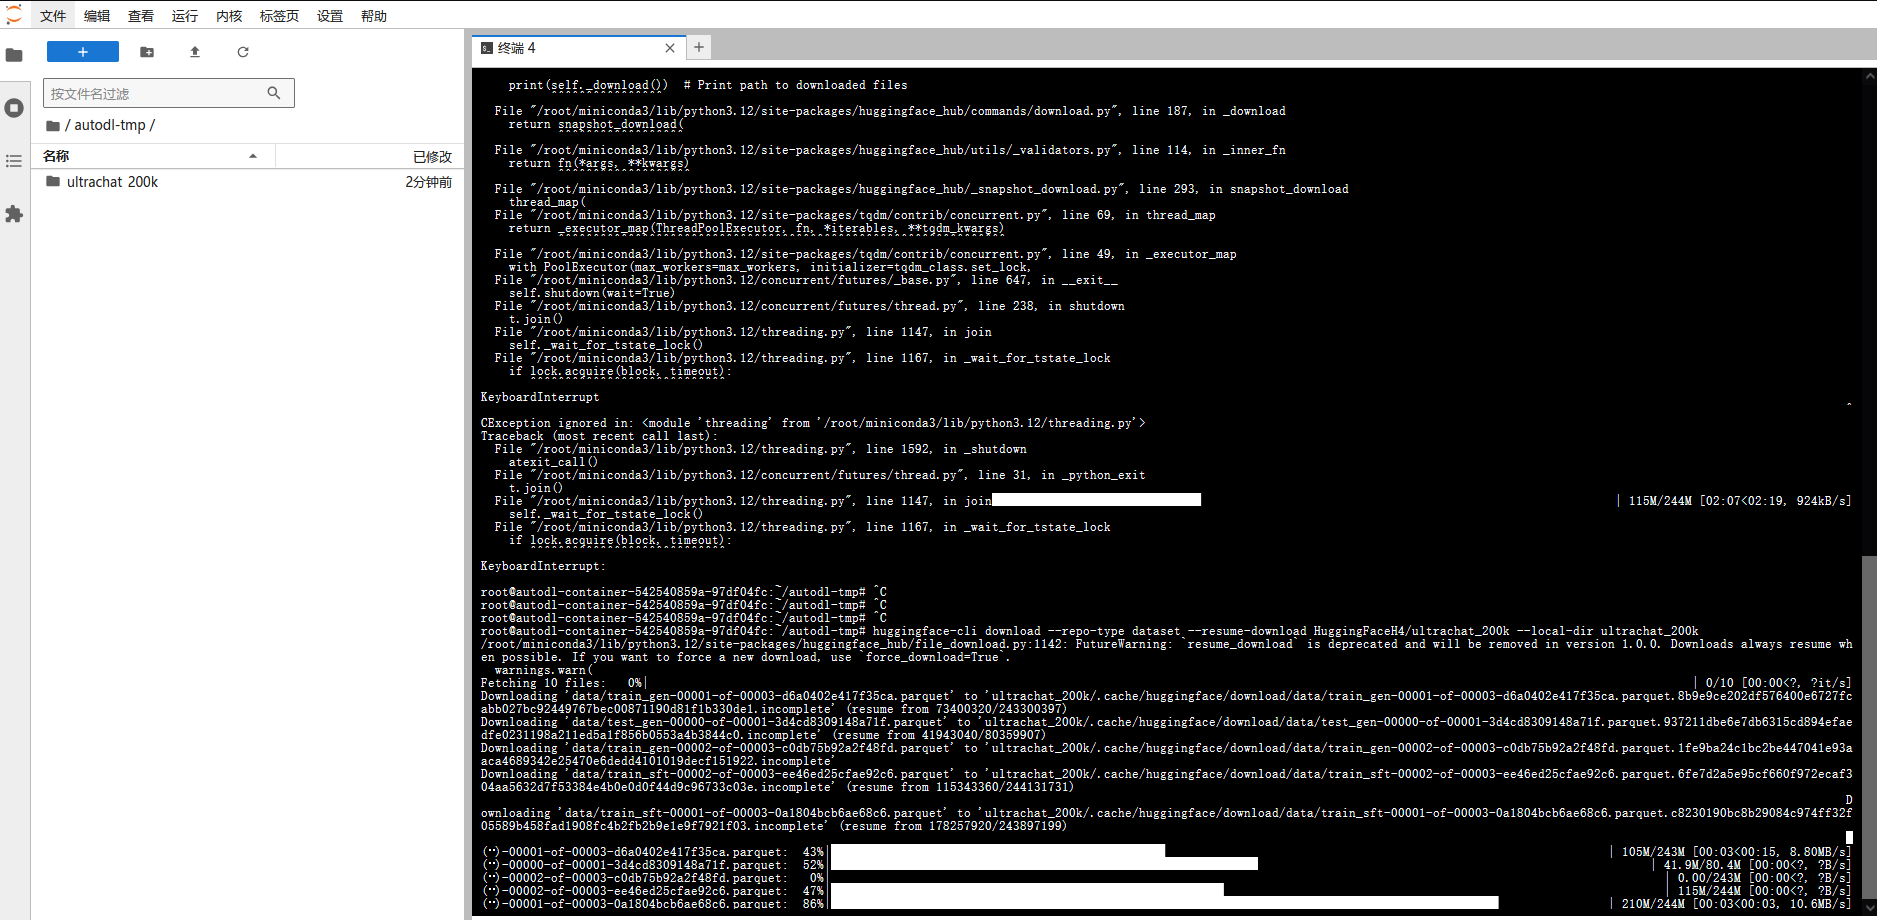 文件 编辑 查看 运行 内核 标签页 设置 帮助
+
按文件名过滤
/ autodl-tmp /
名称 已修改
ultrachat_200k 2分钟前
终端 4
print(self._download())  # Print path to downloaded files
File "/root/miniconda3/lib/python3.12/site-packages/huggingface_hub/commands/download.py", line 187, in _download
return snapshot_download(
File "/root/miniconda3/lib/python3.12/site-packages/huggingface_hub/utils/_validators.py", line 114, in _inner_fn
return fn(*args, **kwargs)
File "/root/miniconda3/lib/python3.12/site-packages/huggingface_hub/_snapshot_download.py", line 293, in snapshot_download
thread_map(
File "/root/miniconda3/lib/python3.12/site-packages/tqdm/contrib/concurrent.py", line 69, in thread_map
return _executor_map(ThreadPoolExecutor, fn, *iterables, **tqdm_kwargs)
File "/root/miniconda3/lib/python3.12/site-packages/tqdm/contrib/concurrent.py", line 49, in _executor_map
with PoolExecutor(max_workers=max_workers, initializer=tqdm_class.set_lock,
File "/root/miniconda3/lib/python3.12/concurrent/futures/_base.py", line 647, in __exit__
self.shutdown(wait=True)
File "/root/miniconda3/lib/python3.12/concurrent/futures/thread.py", line 238, in shutdown
t.join()
File "/root/miniconda3/lib/python3.12/threading.py", line 1147, in join
self._wait_for_tstate_lock()
File "/root/miniconda3/lib/python3.12/threading.py", line 1167, in _wait_for_tstate_lock
if lock.acquire(block, timeout):
KeyboardInterrupt
^
CException ignored in: <module 'threading' from '/root/miniconda3/lib/python3.12/threading.py'>
Traceback (most recent call last):
File "/root/miniconda3/lib/python3.12/threading.py", line 1592, in _shutdown
atexit_call()
File "/root/miniconda3/lib/python3.12/concurrent/futures/thread.py", line 31, in _python_exit
t.join()
File "/root/miniconda3/lib/python3.12/threading.py", line 1147, in join | 115M/244M [02:07<02:19, 924kB/s]
self._wait_for_tstate_lock()
File "/root/miniconda3/lib/python3.12/threading.py", line 1167, in _wait_for_tstate_lock
if lock.acquire(block, timeout):
KeyboardInterrupt:
root@autodl-container-542540859a-97df04fc:~/autodl-tmp# ^C
root@autodl-container-542540859a-97df04fc:~/autodl-tmp# ^C
root@autodl-container-542540859a-97df04fc:~/autodl-tmp# ^C
root@autodl-container-542540859a-97df04fc:~/autodl-tmp# huggingface-cli download --repo-type dataset --resume-download HuggingFaceH4/ultrachat_200k --local-dir ultrachat_200k
/root/miniconda3/lib/python3.12/site-packages/huggingface_hub/file_download.py:1142: FutureWarning: `resume_download` is deprecated and will be removed in version 1.0.0. Downloads always resume wh
en possible. If you want to force a new download, use `force_download=True`.
warnings.warn(
Fetching 10 files:   0%| | 0/10 [00:00<?, ?it/s]
Downloading 'data/train_gen-00001-of-00003-d6a0402e417f35ca.parquet' to 'ultrachat_200k/.cache/huggingface/download/data/train_gen-00001-of-00003-d6a0402e417f35ca.parquet.8b9e9ce202df576400e6727fc
abb027bc92449767bec00871190d81f1b330de1.incomplete' (resume from 73400320/243300397)
Downloading 'data/test_gen-00000-of-00001-3d4cd8309148a71f.parquet' to 'ultrachat_200k/.cache/huggingface/download/data/test_gen-00000-of-00001-3d4cd8309148a71f.parquet.937211dbe6e7db6315cd894efae
dfe0231198a211ed5a1f856b0553a4b3844c0.incomplete' (resume from 41943040/80359907)
Downloading 'data/train_gen-00002-of-00003-c0db75b92a2f48fd.parquet' to 'ultrachat_200k/.cache/huggingface/download/data/train_gen-00002-of-00003-c0db75b92a2f48fd.parquet.1fe9ba24c1bc2be447041e93a
aca4689342e25470e6dedd4101019decf151922.incomplete'
Downloading 'data/train_sft-00002-of-00003-ee46ed25cfae92c6.parquet' to 'ultrachat_200k/.cache/huggingface/download/data/train_sft-00002-of-00003-ee46ed25cfae92c6.parquet.6fe7d2a5e95cf660f972ecaf3
04aa5632d7f53384e4b0e0d0f44d9c96733c03e.incomplete' (resume from 115343360/244131731)
D
ownloading 'data/train_sft-00001-of-00003-0a1804bcb6ae68c6.parquet' to 'ultrachat_200k/.cache/huggingface/download/data/train_sft-00001-of-00003-0a1804bcb6ae68c6.parquet.c8230190bc8b29084c974ff32f
05589b458fad1908fc4b2fb2b9e1e9f7921f03.incomplete' (resume from 178257920/243897199)
(…)-00001-of-00003-d6a0402e417f35ca.parquet:  43%| | 105M/243M [00:03<00:15, 8.80MB/s]
(…)-00000-of-00001-3d4cd8309148a71f.parquet:  52%| | 41.9M/80.4M [00:00<?, ?B/s]
(…)-00002-of-00003-c0db75b92a2f48fd.parquet:   0%| | 0.00/243M [00:00<?, ?B/s]
(…)-00002-of-00003-ee46ed25cfae92c6.parquet:  47%| | 115M/244M [00:00<?, ?B/s]
(…)-00001-of-00003-0a1804bcb6ae68c6.parquet:  86%| | 210M/244M [00:03<00:03, 10.6MB/s]